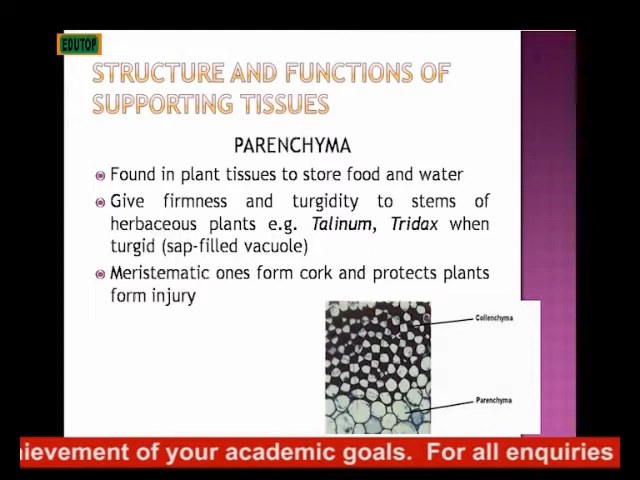 EDUTOP
STRUCTURE AND FUNCTIONS OF
SUPPORTING TISSUES
PARENCHYMA
Found in plant tissues to store food and water
Give firmness and turgidity to stems of
herbaceous plants e.g. Talinum, Tridax when
turgid (sap-filled vacuole)
Meristematic ones form cork and protects plants
form injury
Collenchyma
Parenchyma
ievement of your academic goals. For all enquiries